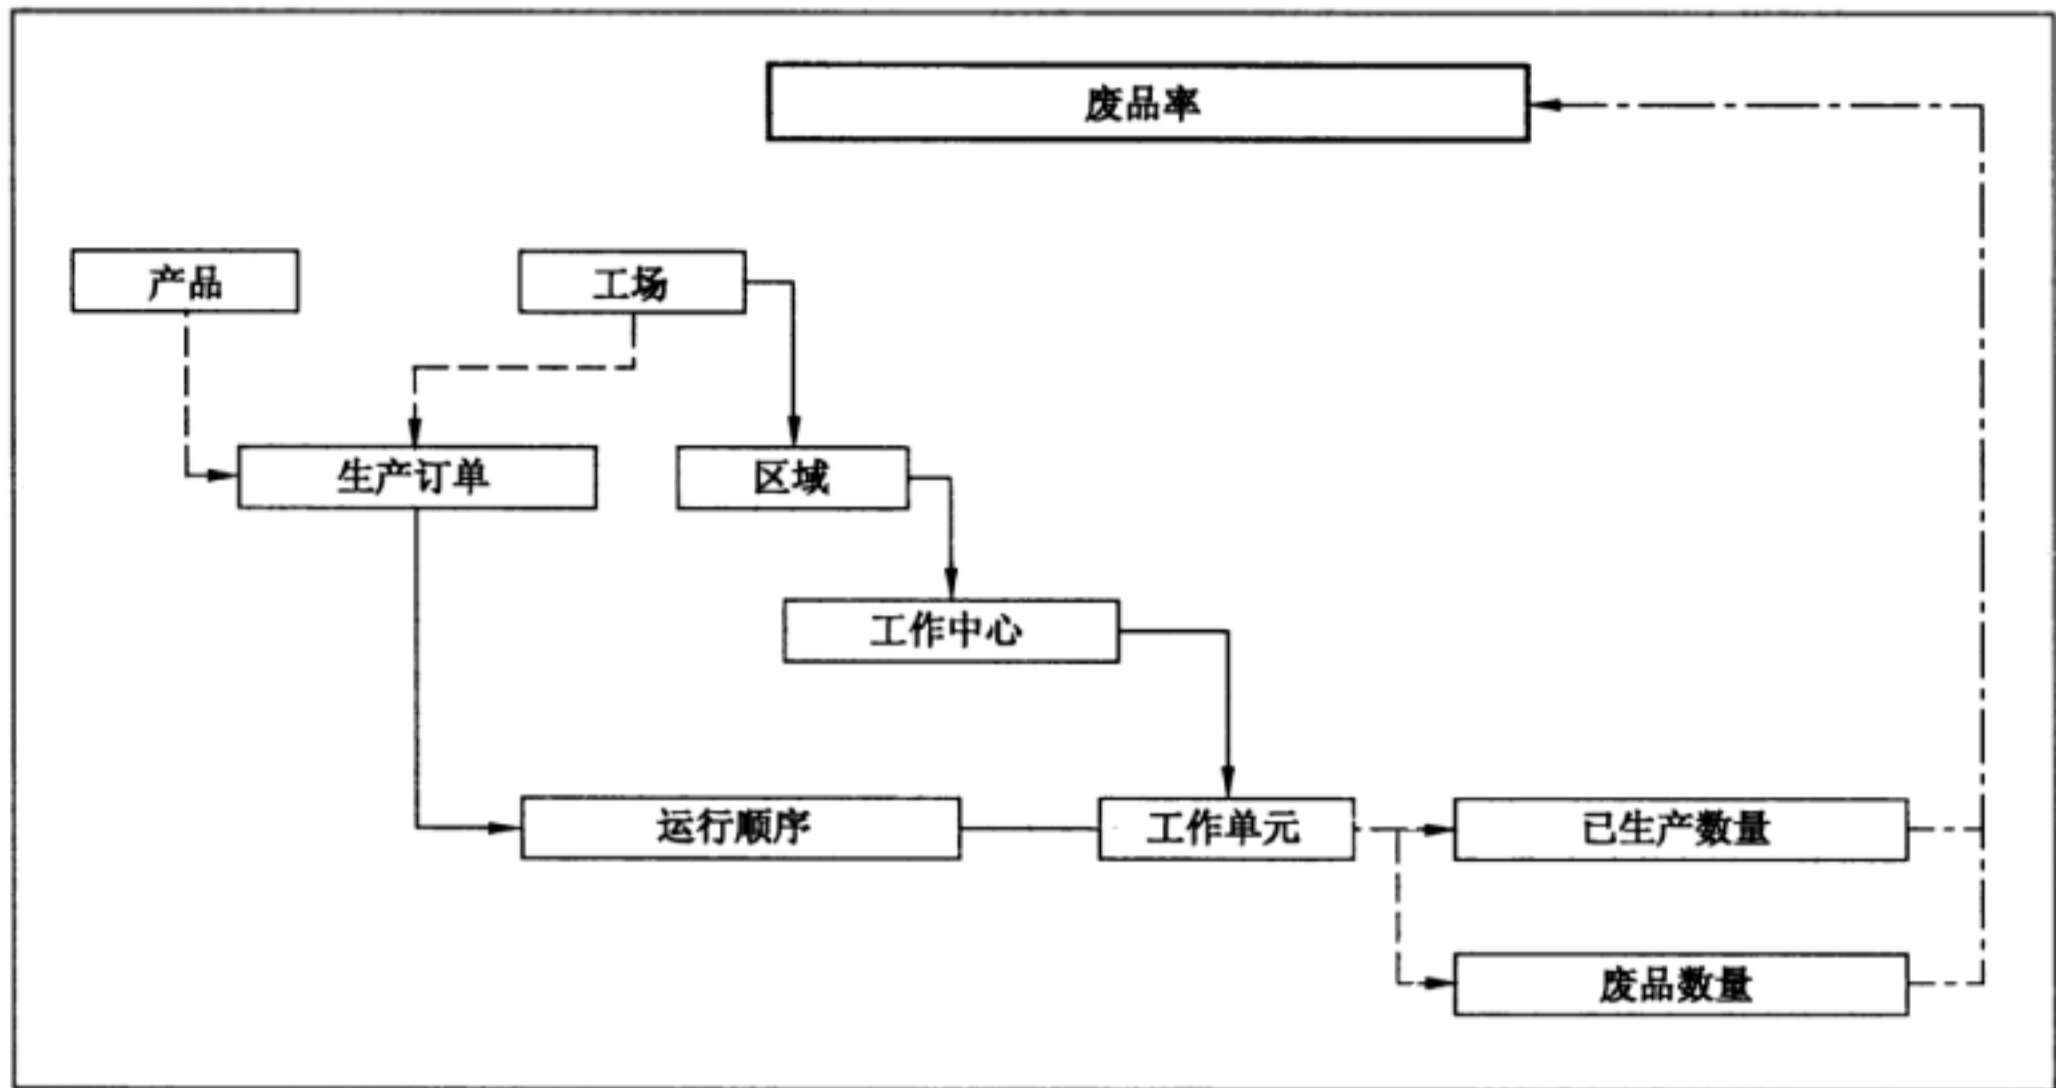 废品率
产品
工场
生产订单
区域
工作中心
运行顺序
工作单元
已生产数量
废品数量